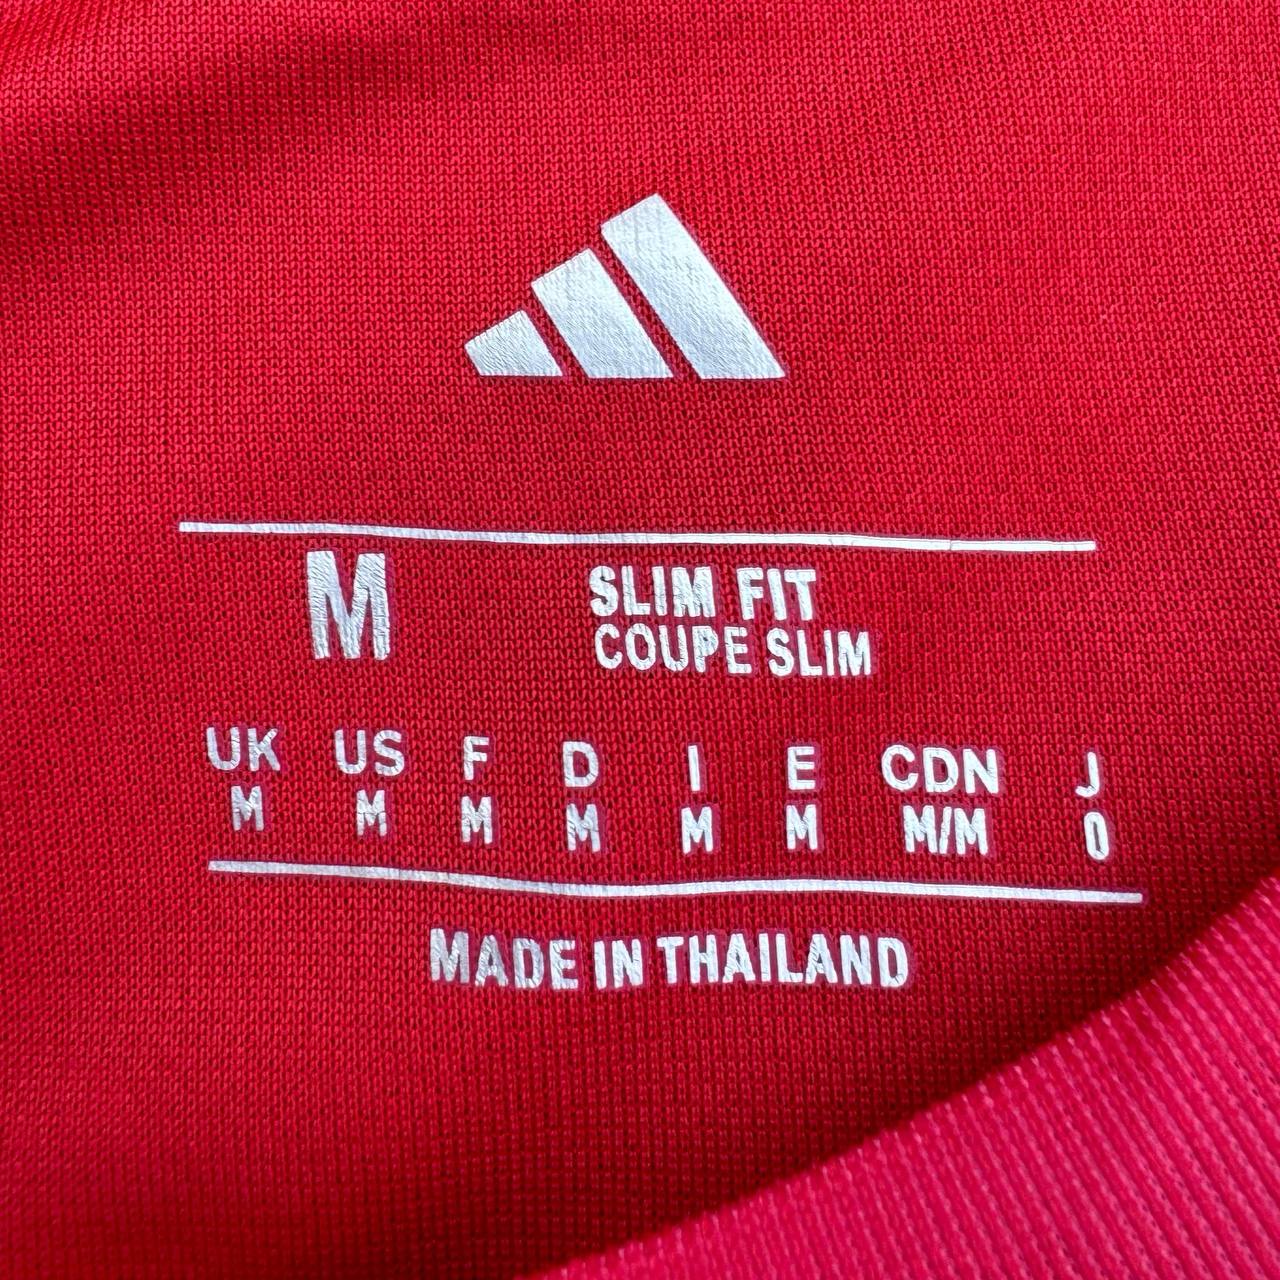 M
SLIM FIT
COUPE SLIM
UK US F D I E CDN J
M M M M M M M/M O
MADE IN THAILAND